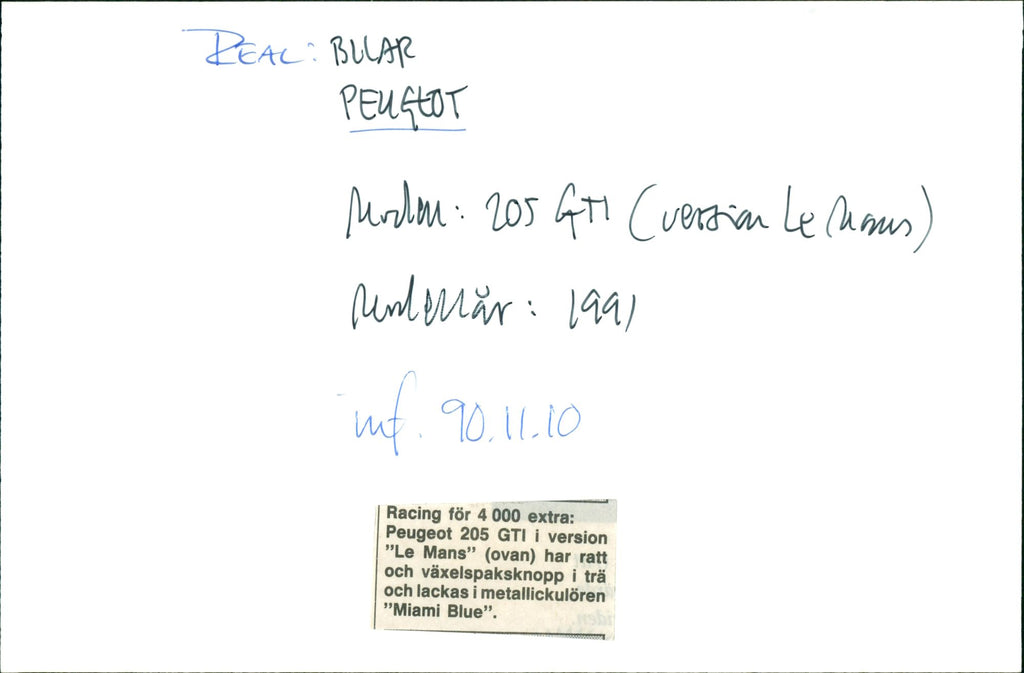 REAL: BILAR
PEUGEOT
Modell: 205 GTI (version Le Mans)
Modellår: 1991
inf. 90.11.10
Racing för 4 000 extra:
Peugeot 205 GTI i version
"Le Mans" (ovan) har ratt
och växelspaksknopp i trä
och lackas i metallickulören
"Miami Blue".